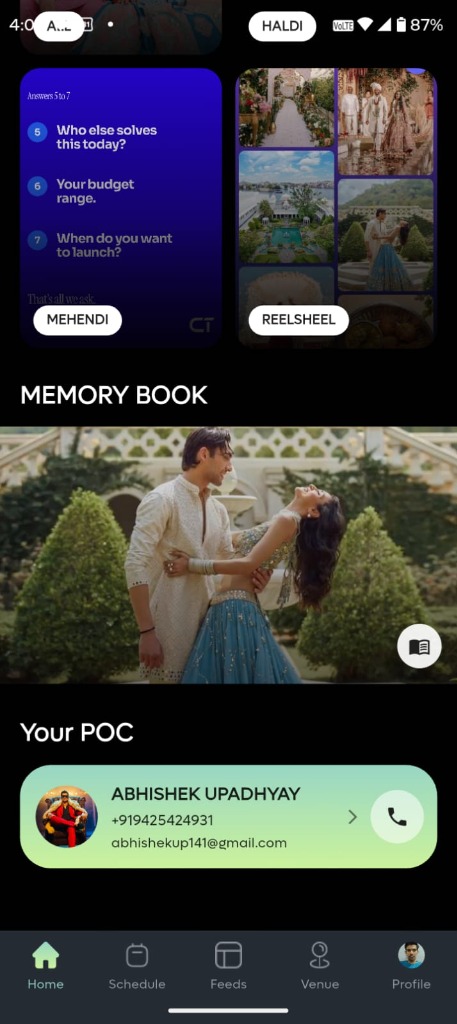 4:0
HALDI
VoLTE
87%
Answers 5 to 7
5
Who else solves
this today?
6
Your budget
range.
7
When do you want
to launch?
That's all we ask.
MEHENDI
CT
REELSHEEL
MEMORY BOOK
Your POC
ABHISHEK UPADHYAY
+919425424931
abhishekup141@gmail.com
Home
Schedule
Feeds
Venue
Profile